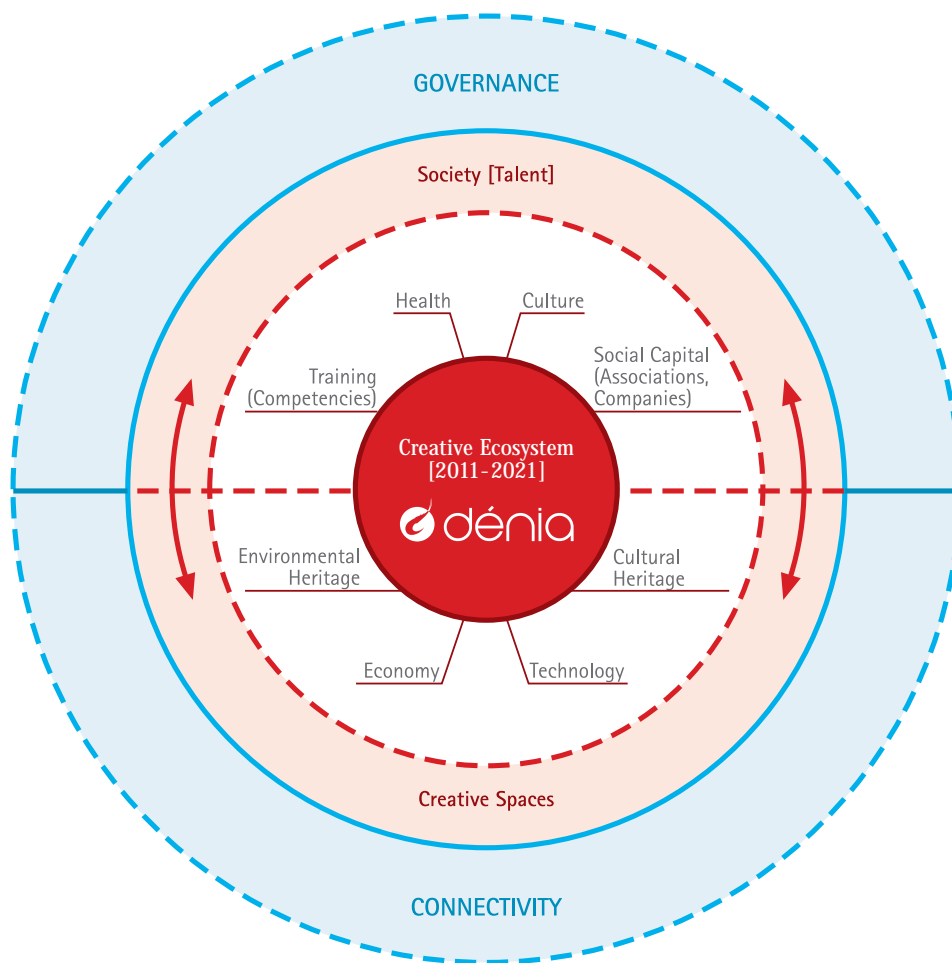 GOVERNANCE
Society [Talent]
Health
Culture
Training
(Competencies)
Social Capital
(Associations,
Companies)
Creative Ecosystem
[2011-2021]
dénia
Environmental
Heritage
Cultural
Heritage
Economy
Technology
Creative Spaces
CONNECTIVITY